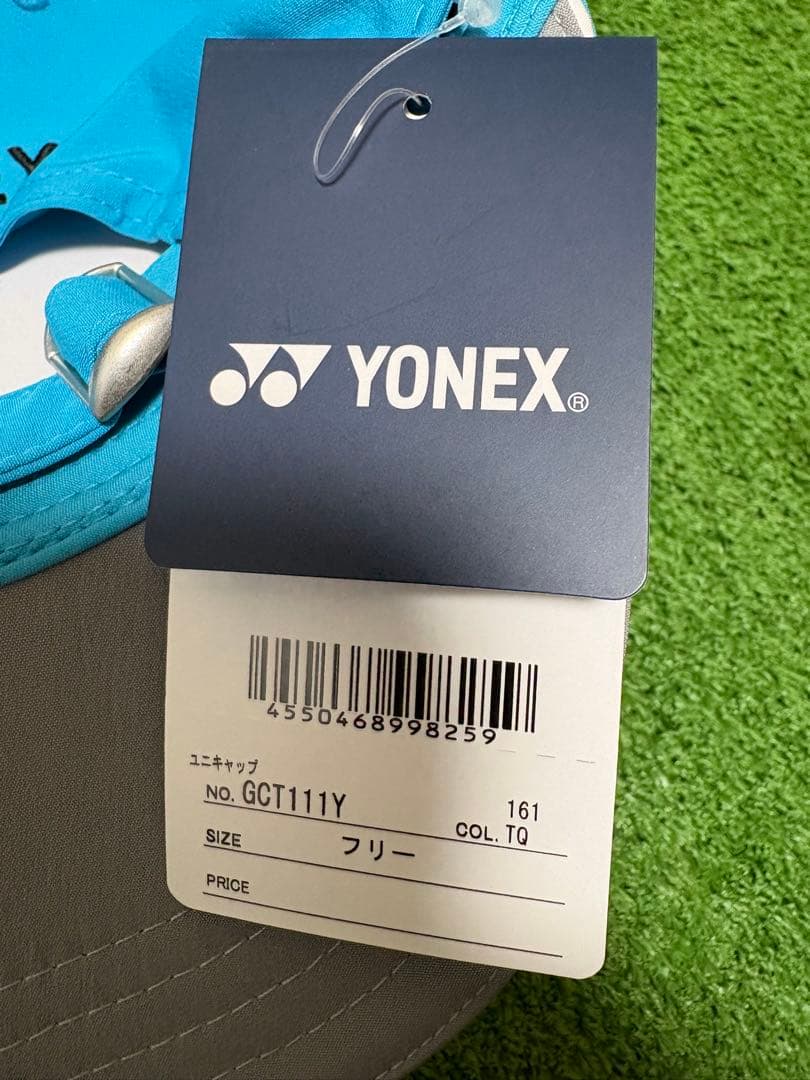 YONEX®
4550468998259
ユニキャップ
NO. GCT111Y 161
COL. TQ
SIZE フリー
PRICE